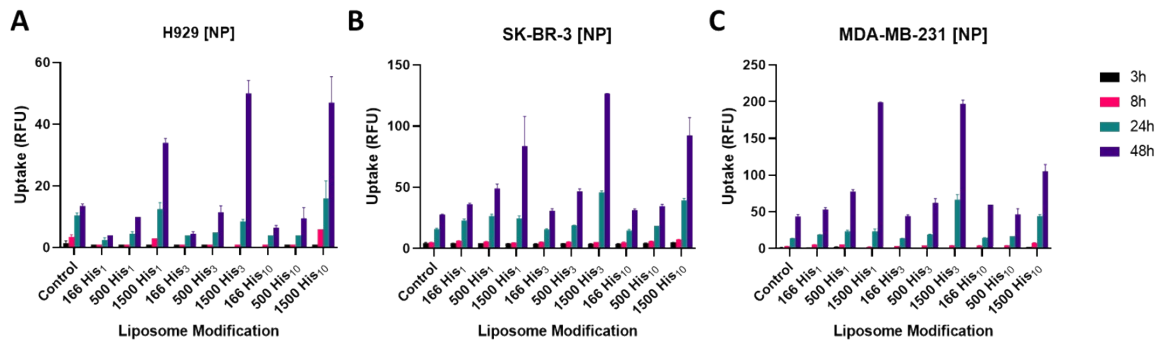 A
H929 [NP]
Uptake (RFU)
60
40
20
0
Control
166 His₁
500 His₁
1500 His₁
166 His₃
500 His₃
1500 His₃
166 His₁₀
500 His₁₀
1500 His₁₀
Liposome Modification
B
SK-BR-3 [NP]
Uptake (RFU)
150
100
50
0
Control
166 His₁
500 His₁
1500 His₁
166 His₃
500 His₃
1500 His₃
166 His₁₀
500 His₁₀
1500 His₁₀
Liposome Modification
C
MDA-MB-231 [NP]
Uptake (RFU)
250
200
150
100
50
0
Control
166 His₁
500 His₁
1500 His₁
166 His₃
500 His₃
1500 His₃
166 His₁₀
500 His₁₀
1500 His₁₀
Liposome Modification
3h
8h
24h
48h